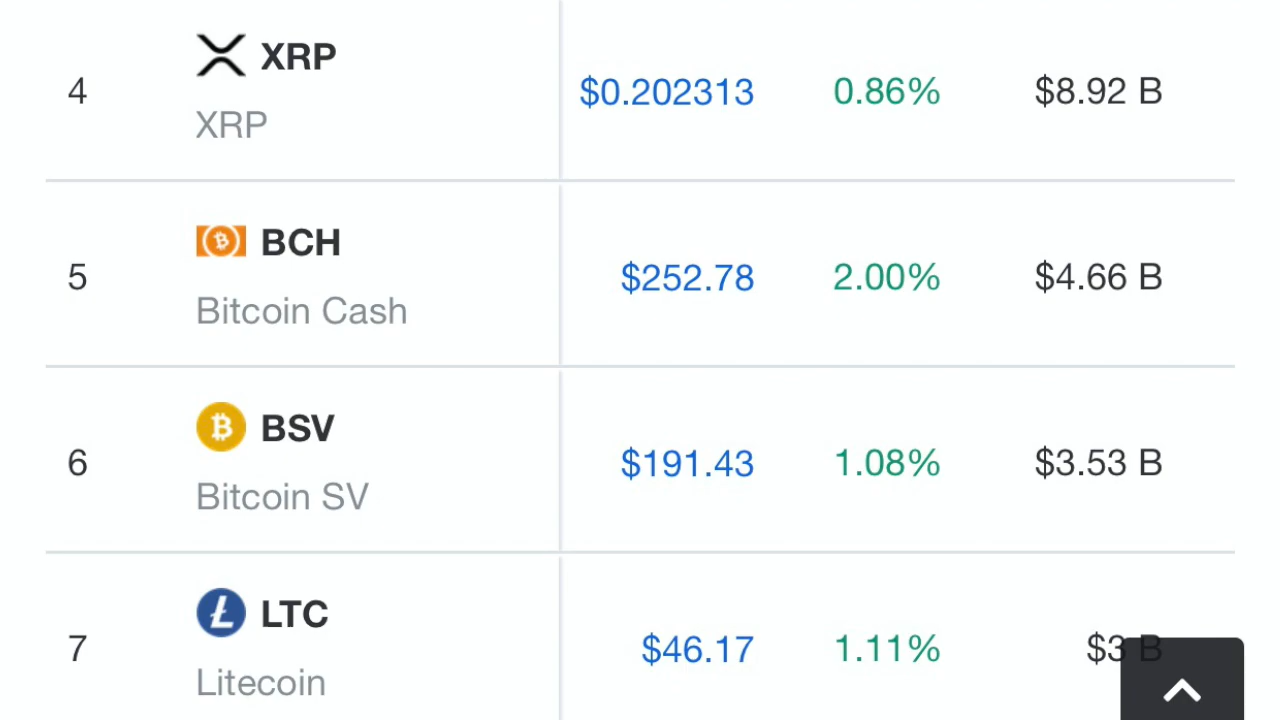 XRP
4 $0.202313 0.86% $8.92 B
XRP
BCH
5 $252.78 2.00% $4.66 B
Bitcoin Cash
BSV
6 $191.43 1.08% $3.53 B
Bitcoin SV
LTC
7 $46.17 1.11% $3 B
Litecoin